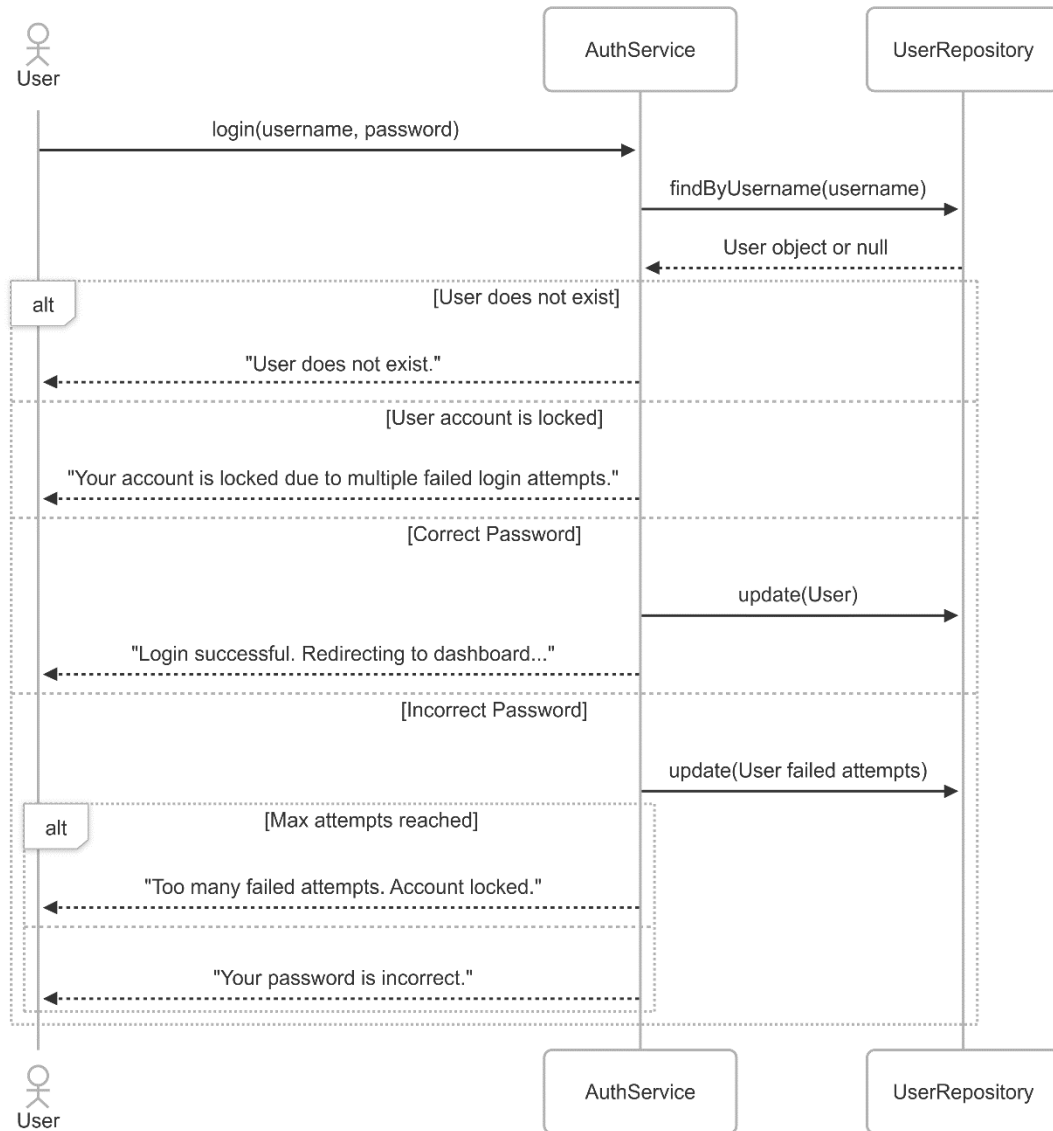 User
AuthService
UserRepository
login(username, password)
findByUsername(username)
User object or null
alt
[User does not exist]
"User does not exist."
[User account is locked]
"Your account is locked due to multiple failed login attempts."
[Correct Password]
update(User)
"Login successful. Redirecting to dashboard..."
[Incorrect Password]
update(User failed attempts)
alt
[Max attempts reached]
"Too many failed attempts. Account locked."
"Your password is incorrect."
User
AuthService
UserRepository